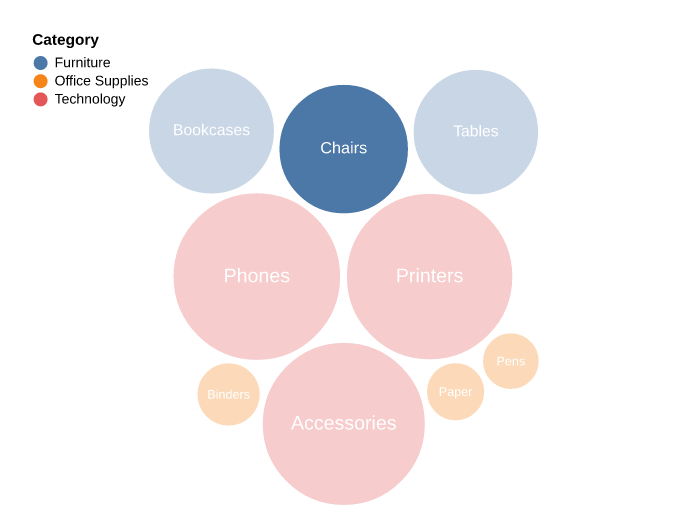 Category
Furniture
Office Supplies
Technology
Bookcases
Chairs
Tables
Phones
Printers
Pens
Binders
Paper
Accessories